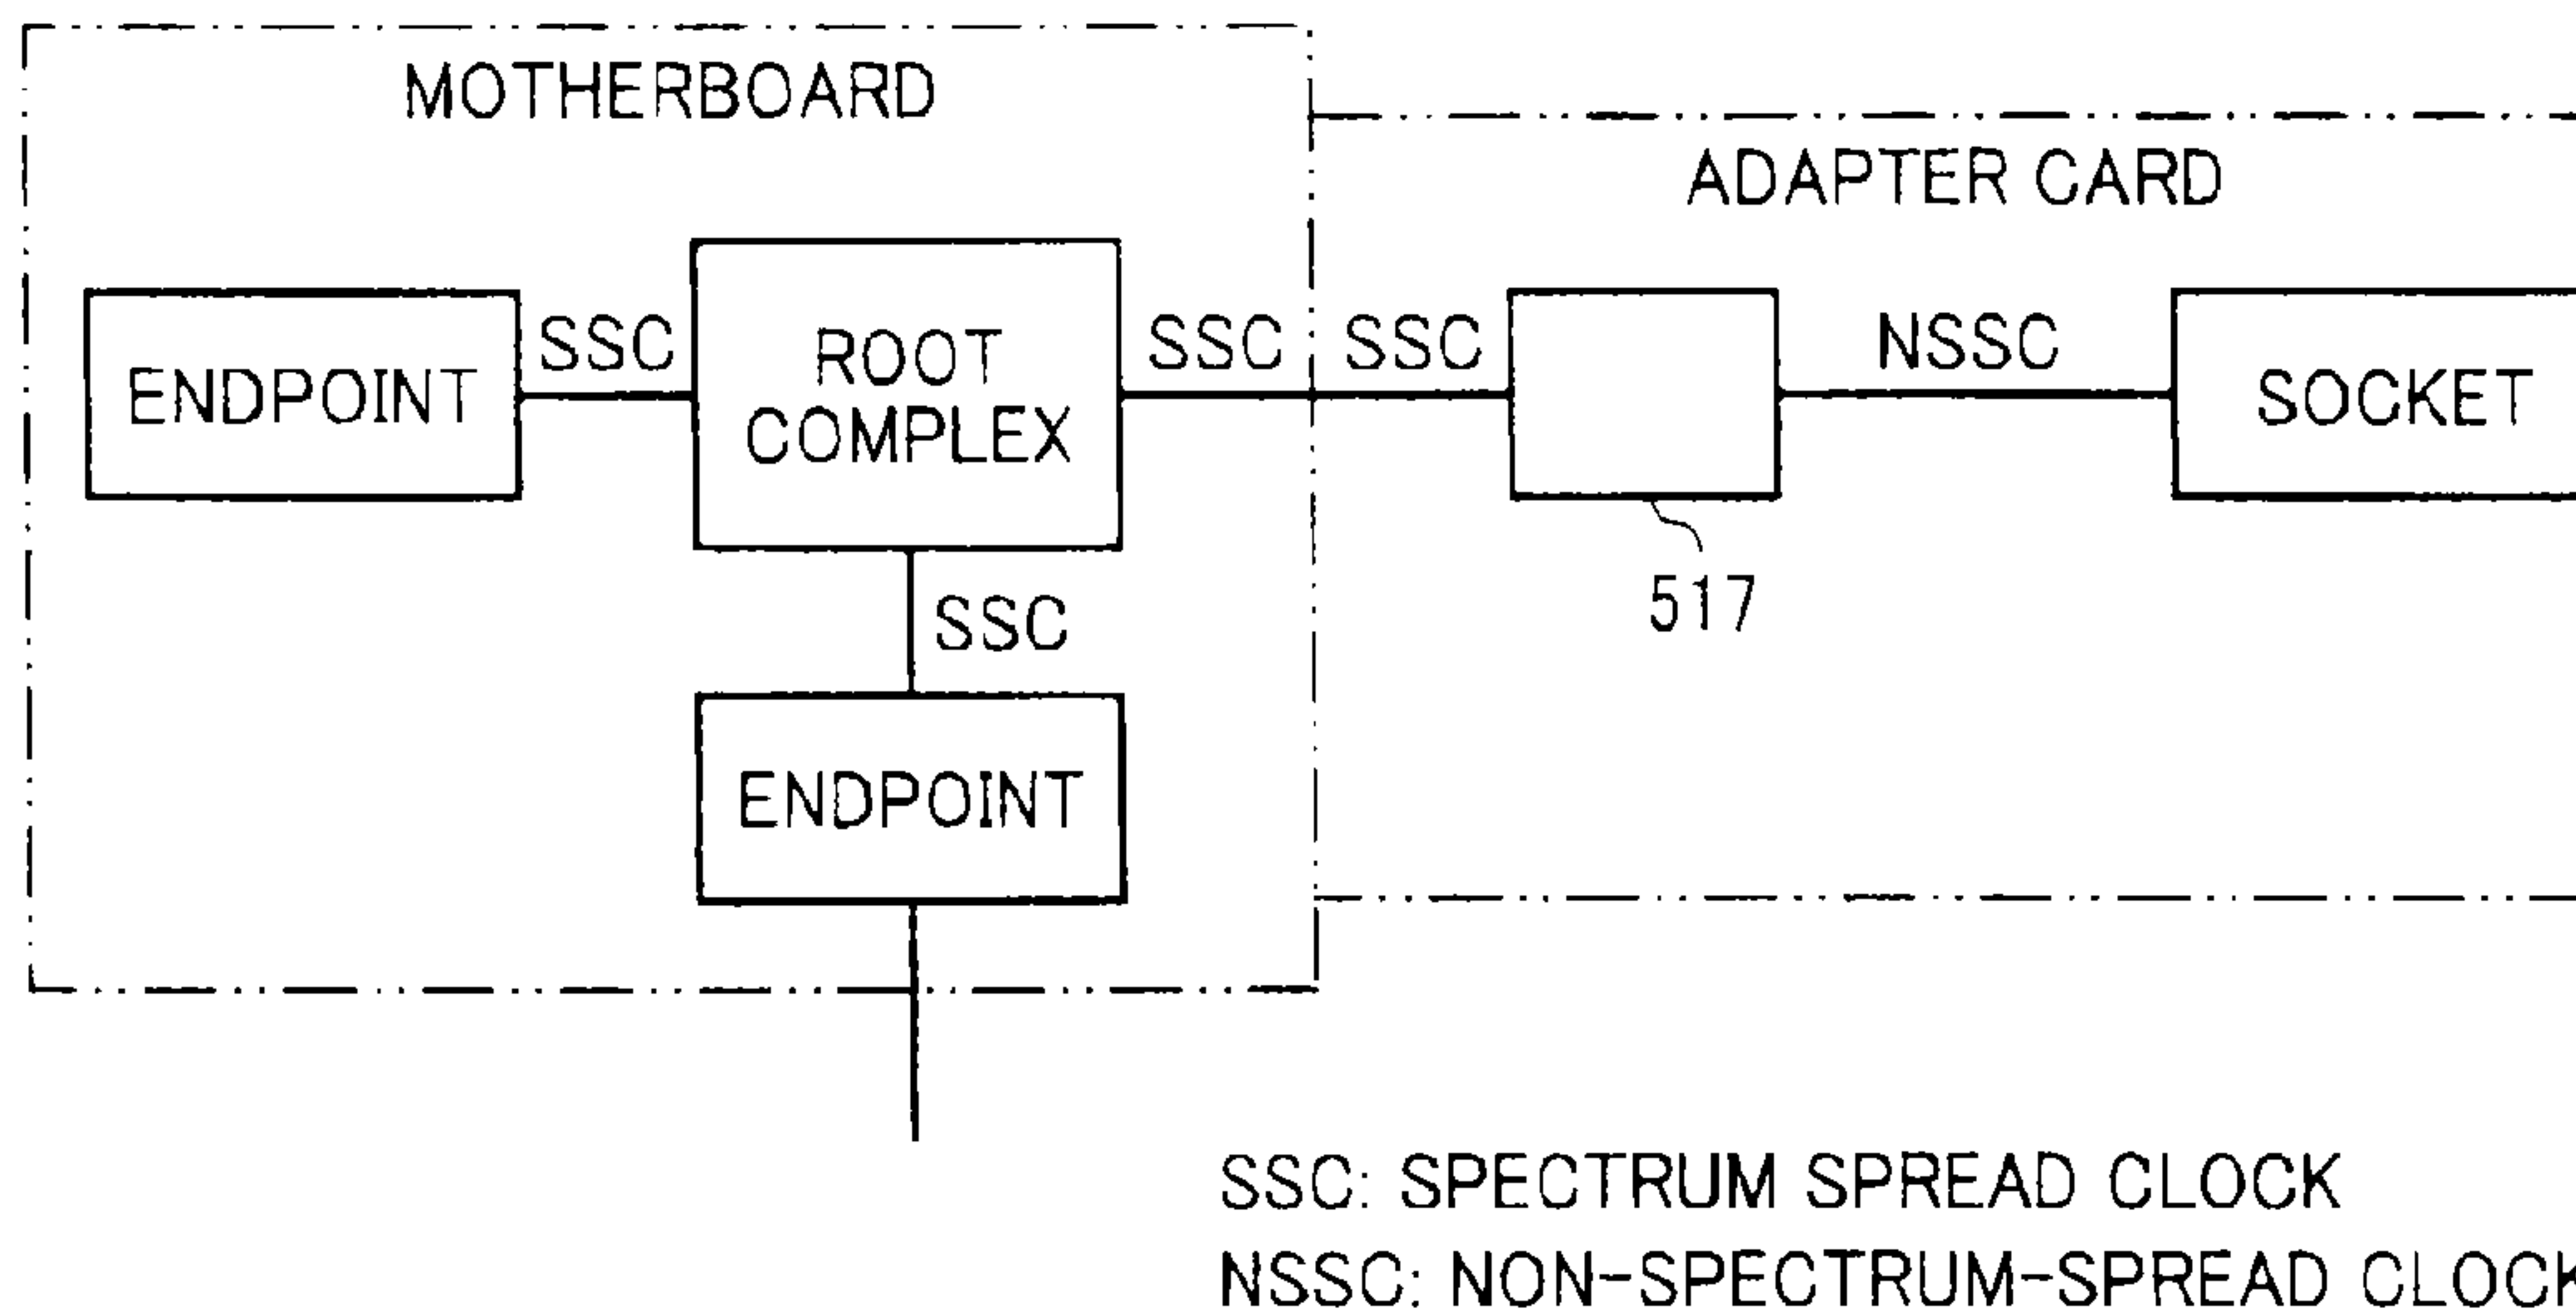 MOTHERBOARD
ADAPTER CARD
ENDPOINT
SSC
ROOT
COMPLEX
SSC
SSC
NSSC
SOCKET
517
SSC
ENDPOINT
SSC: SPECTRUM SPREAD CLOCK
NSSC: NON-SPECTRUM-SPREAD CLOCK